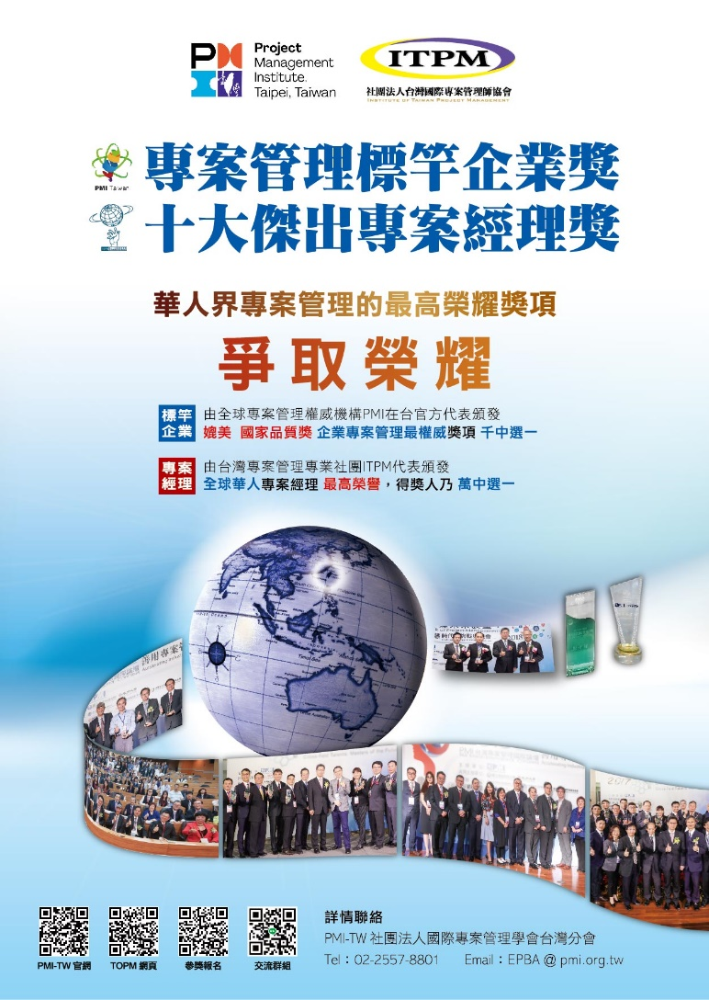 Project
Management
Institute.
Taipei, Taiwan
ITPM
社團法人台灣國際專案管理師協會
INSTITUTE OF TAIWAN PROJECT MANAGEMENT
PMI Taiwan
專案管理標竿企業獎
十大傑出專案經理獎
華人界專案管理的最高榮耀獎項
爭取榮耀
標竿企業 由全球專案管理權威機構PMI在台官方代表頒發
媲美 國家品質獎 企業專案管理最權威獎項 千中選一
專案經理 由台灣專案管理專業社團ITPM代表頒發
全球華人專案經理 最高榮譽，得獎人乃 萬中選一
詳情聯絡
PMI-TW 社團法人國際專案管理學會台灣分會
Tel：02-2557-8801 Email：EPBA @ pmi.org.tw
PMI-TW 官網
TOPM 網頁
參獎報名
交流群組